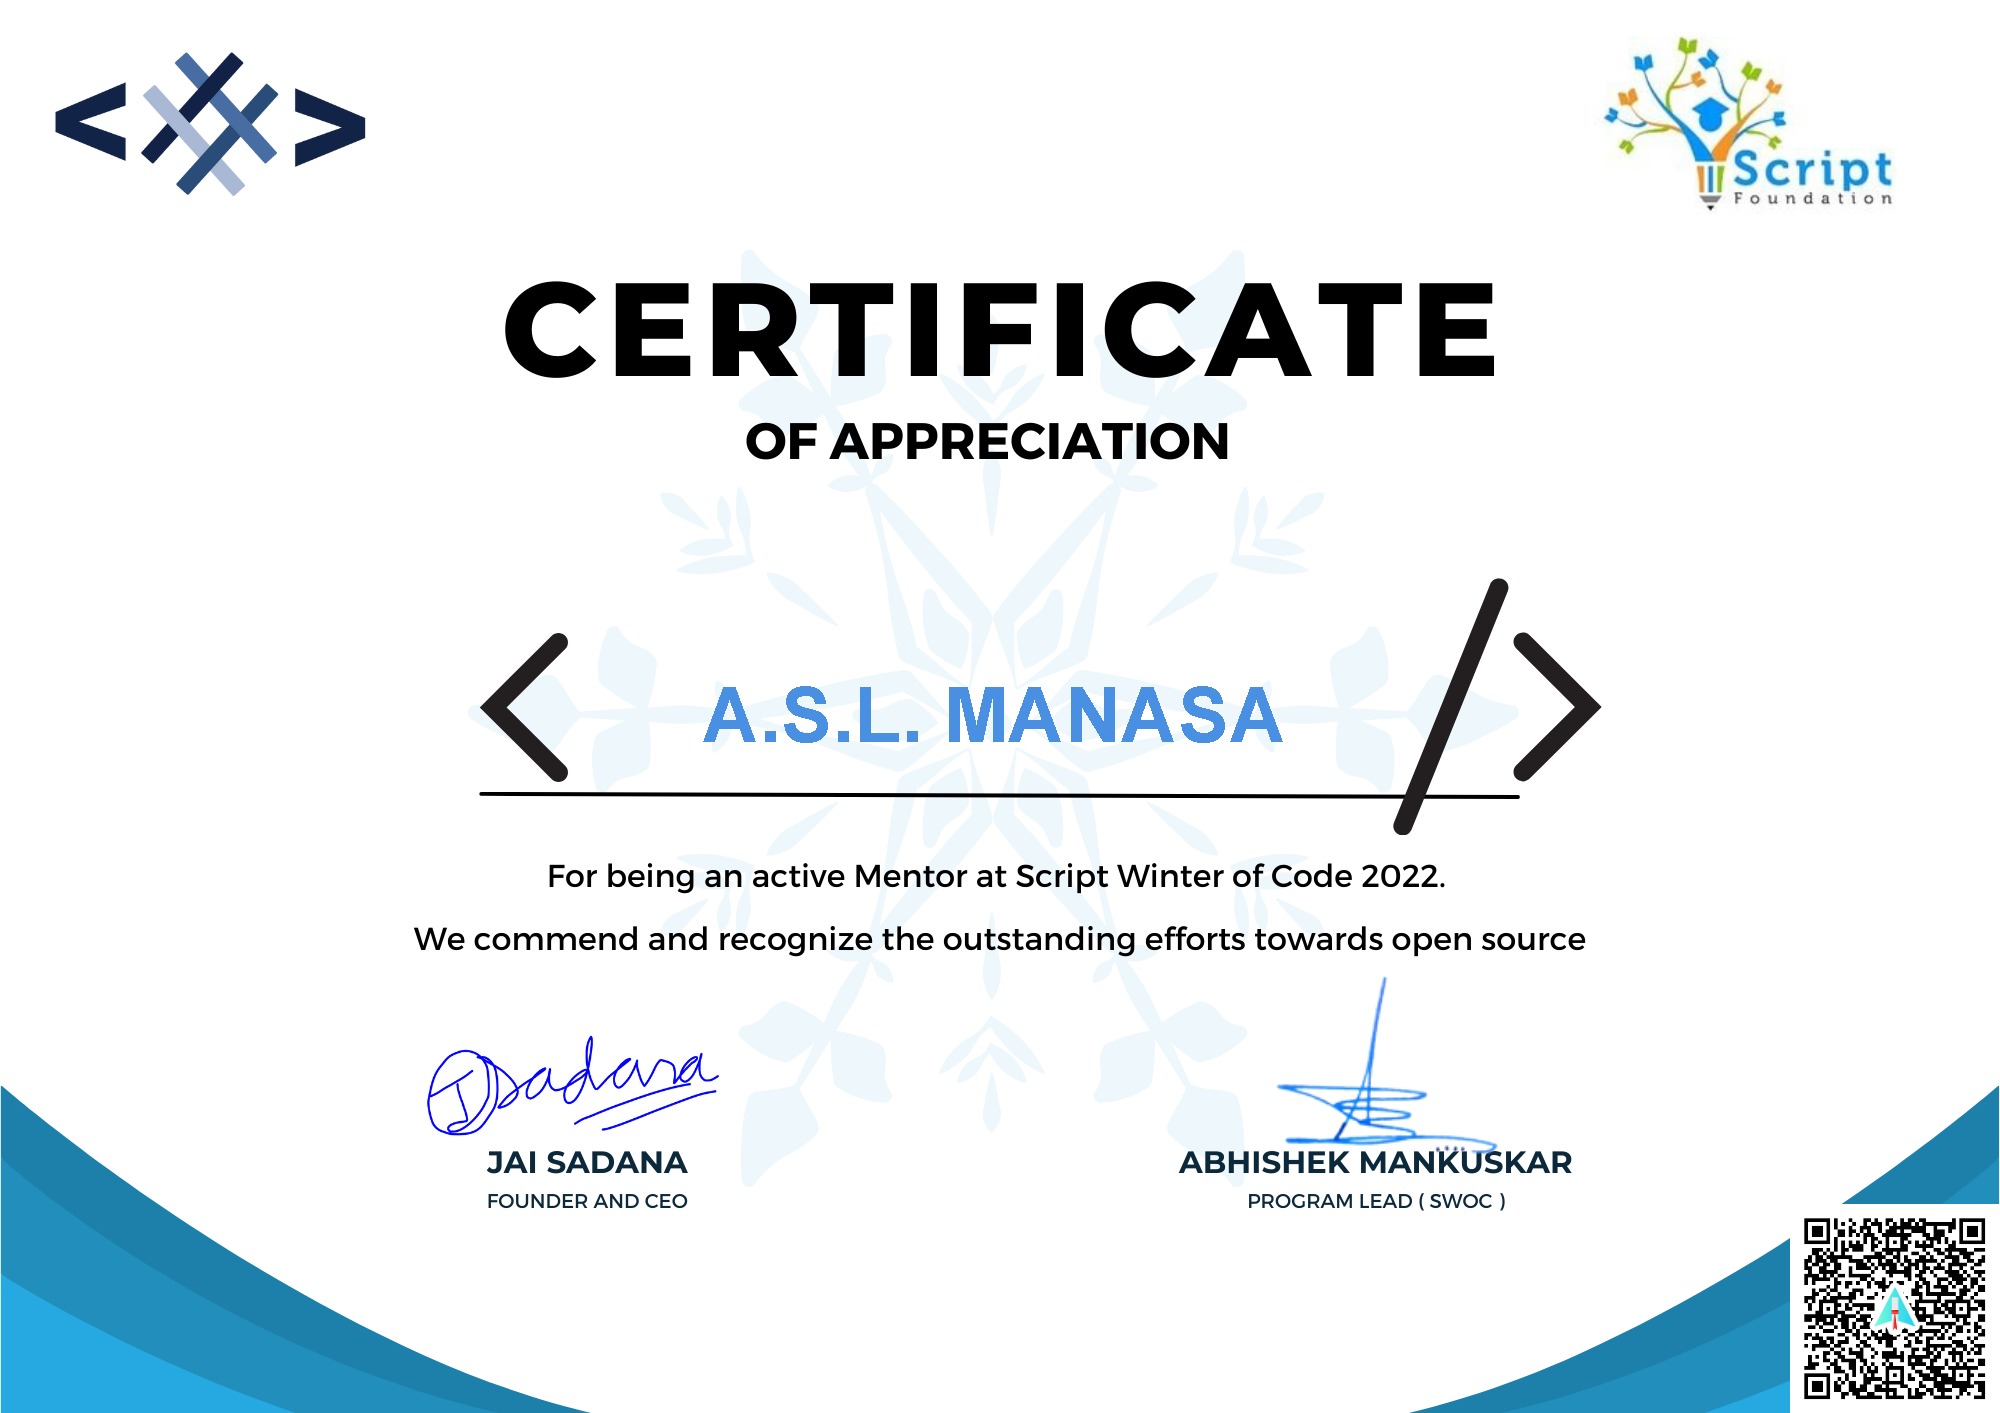 Script
Foundation
CERTIFICATE
OF APPRECIATION
A.S.L. MANASA
For being an active Mentor at Script Winter of Code 2022.
We commend and recognize the outstanding efforts towards open source
Jsadana
JAI SADANA
FOUNDER AND CEO
ABHISHEK MANKUSKAR
PROGRAM LEAD ( SWOC )